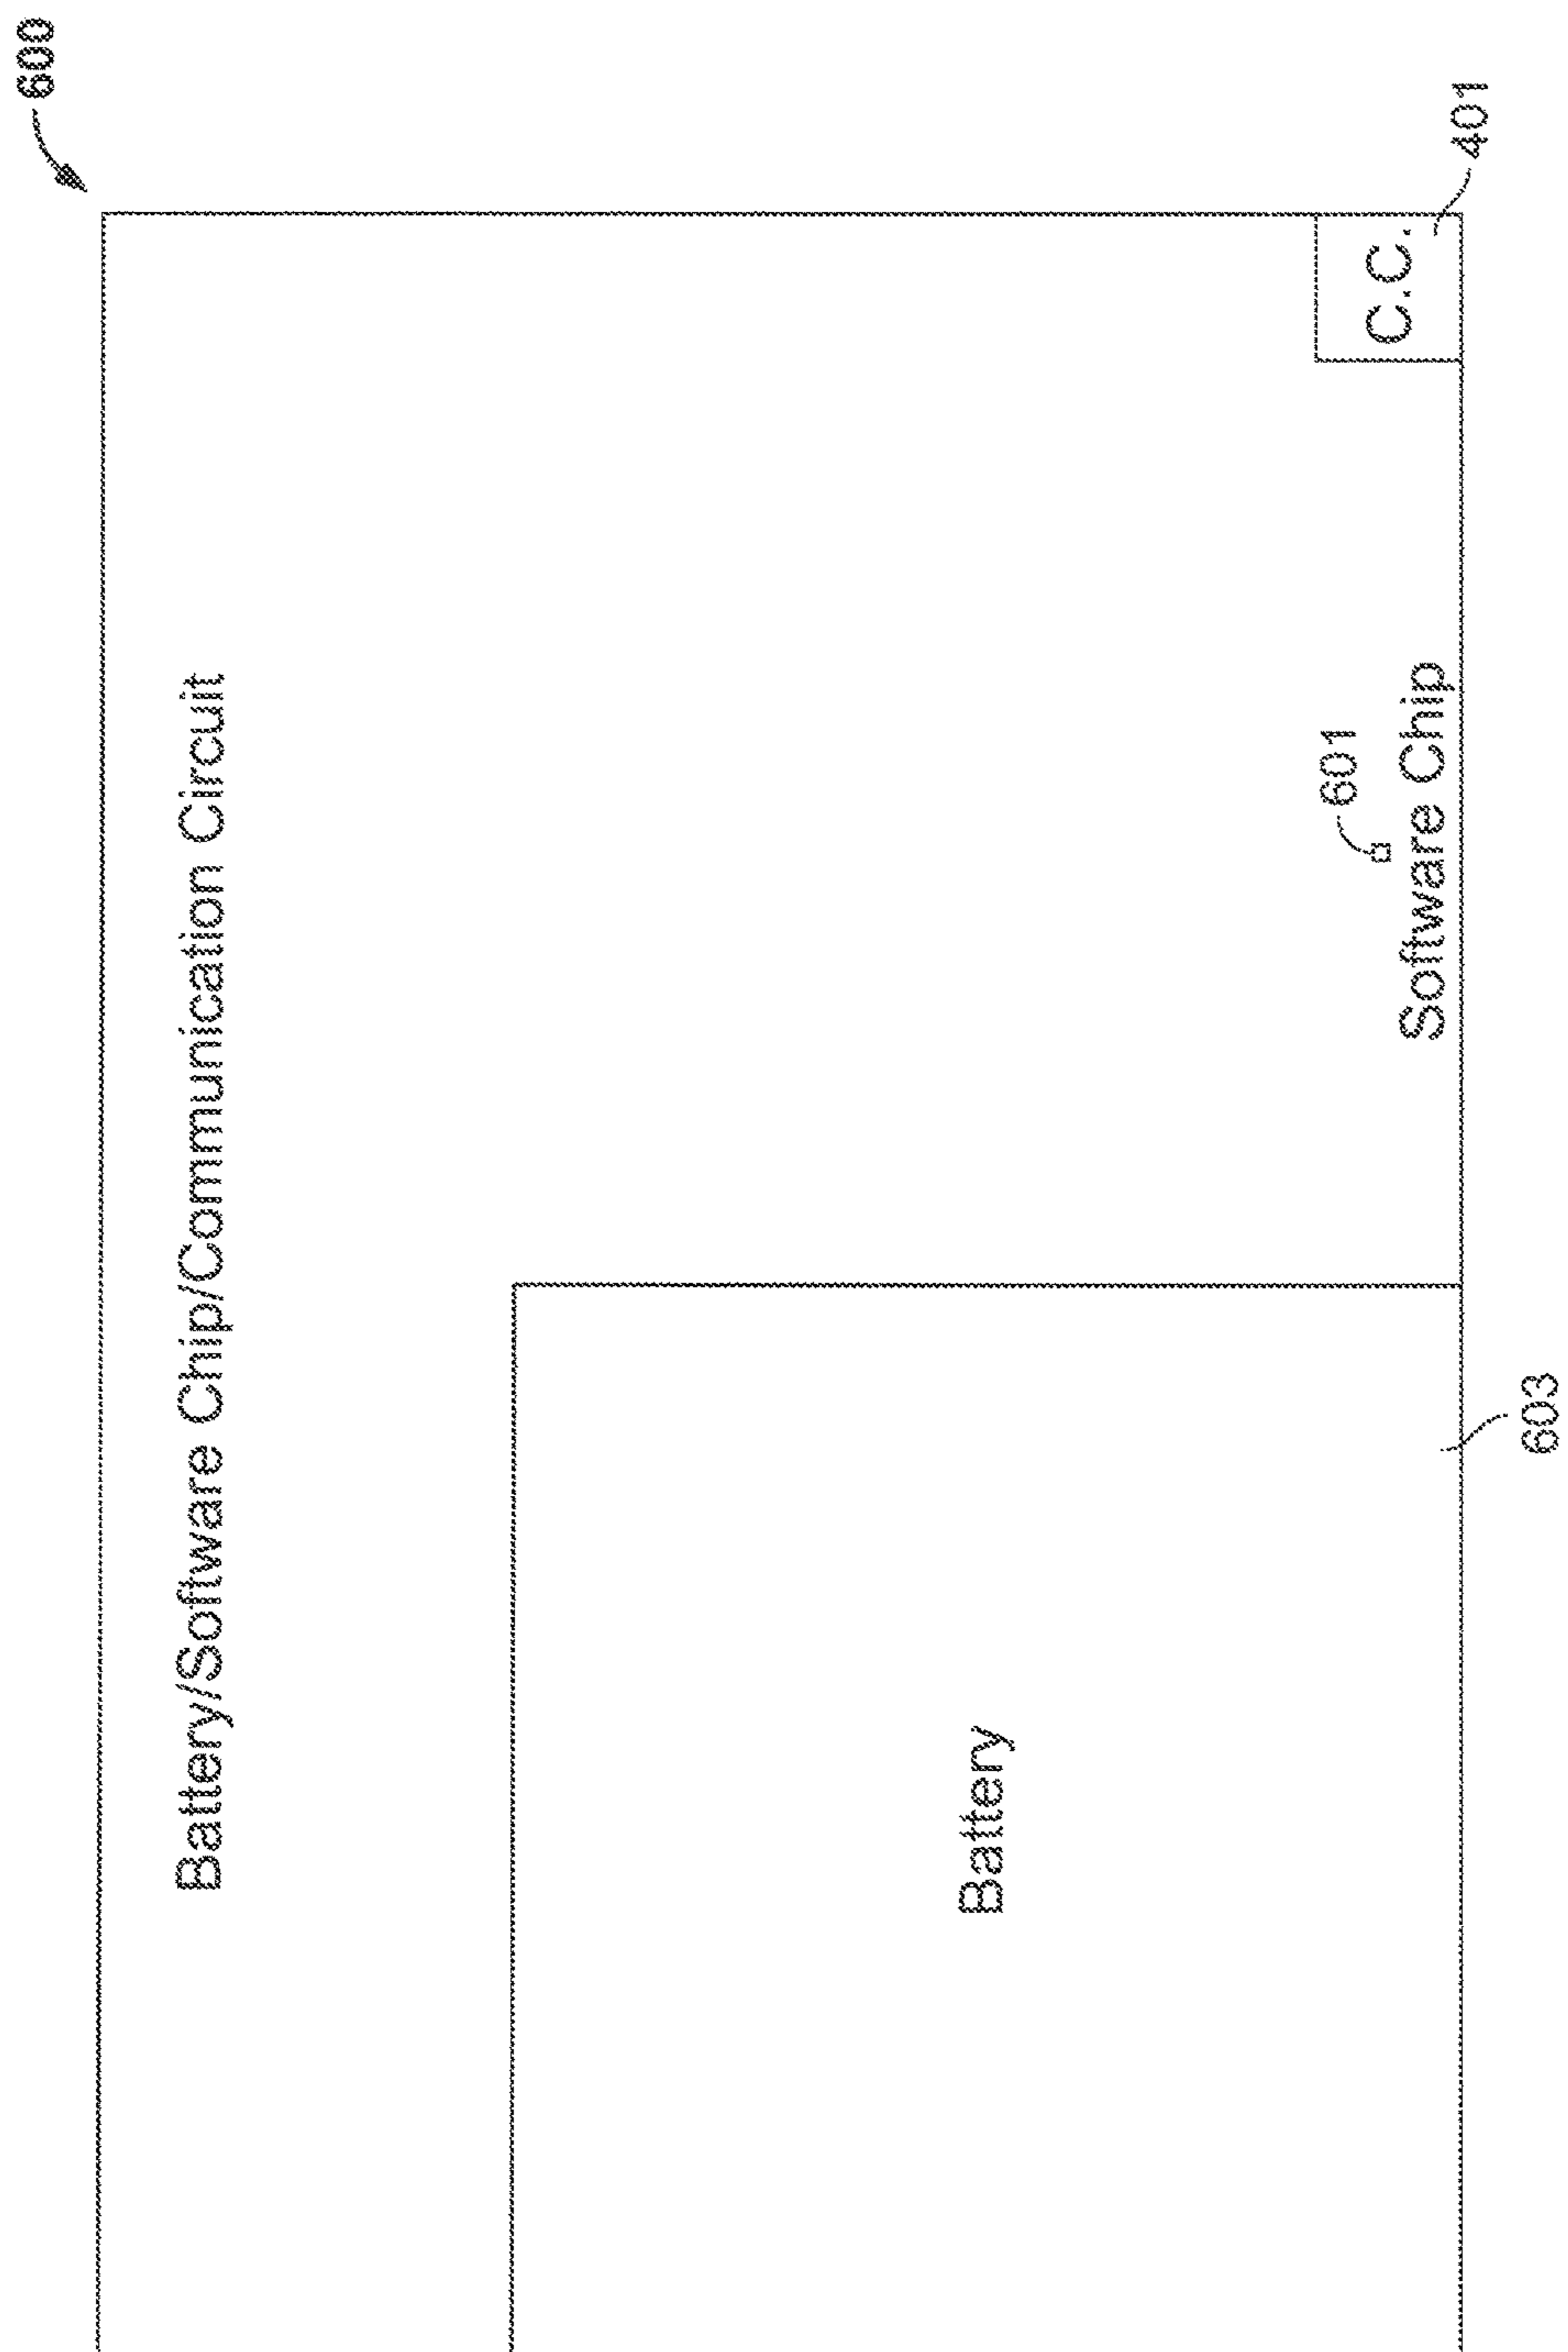 600
Battery/Software Chip/Communication Circuit
Battery
601
Software Chip
C.C.
401
603